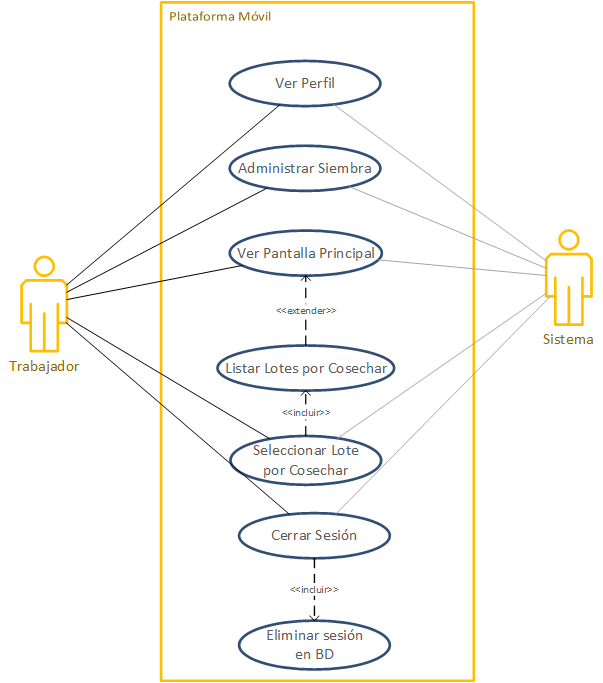 Plataforma Móvil
Ver Perfil
Administrar Siembra
Ver Pantalla Principal
<<extender>>
Sistema
Trabajador
Listar Lotes por Cosechar
<<incluir>>
Seleccionar Lote
por Cosechar
Cerrar Sesión
<<incluir>>
Eliminar sesión
en BD